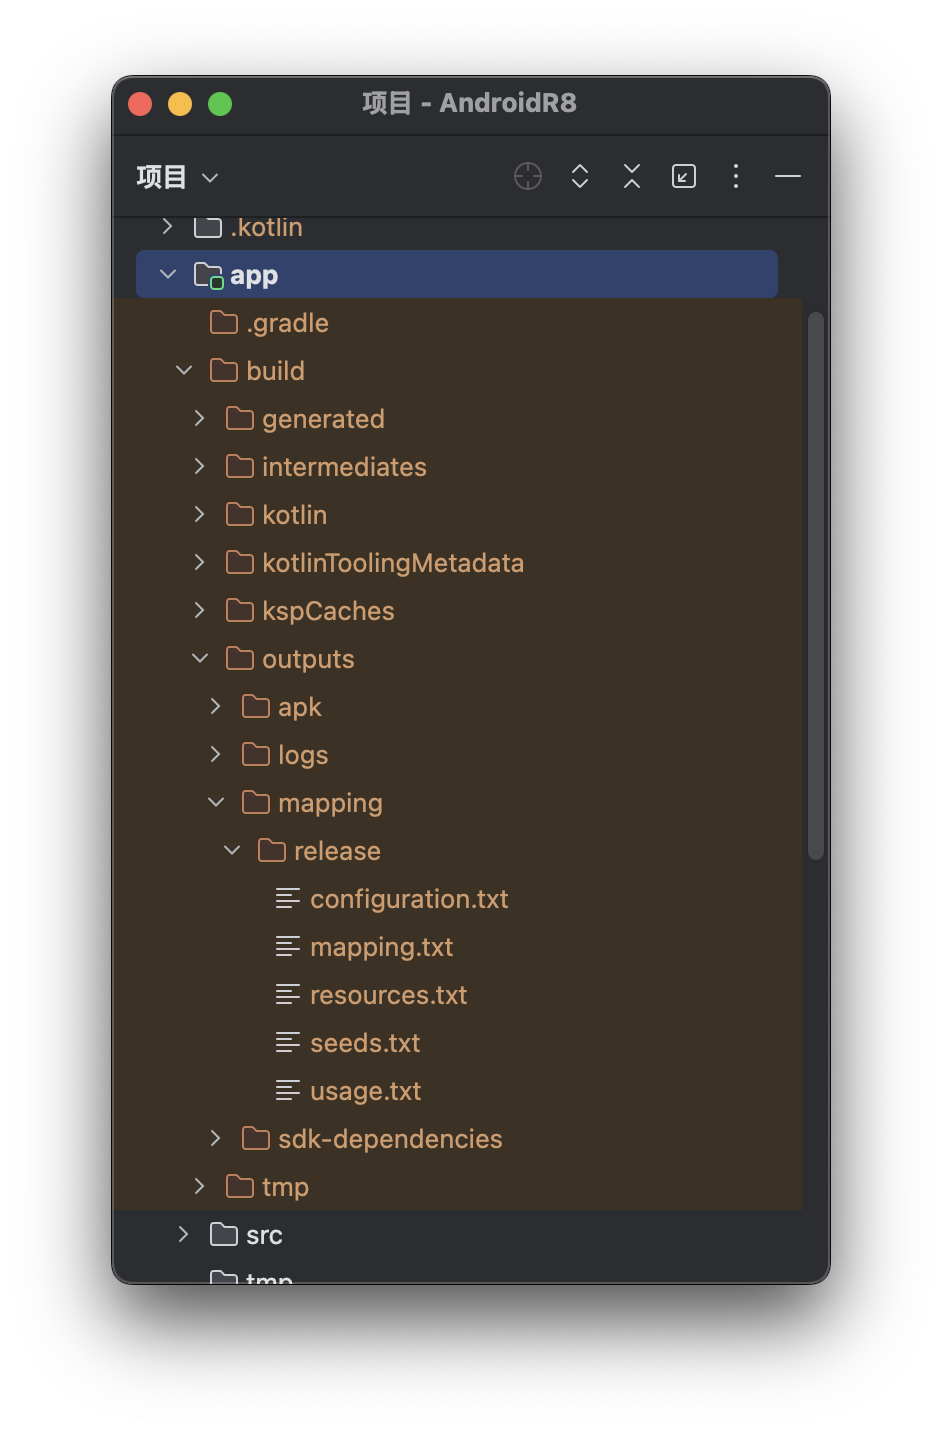 项目 - AndroidR8
项目
.kotlin
app
.gradle
build
generated
intermediates
kotlin
kotlinToolingMetadata
kspCaches
outputs
apk
logs
mapping
release
configuration.txt
mapping.txt
resources.txt
seeds.txt
usage.txt
sdk-dependencies
tmp
src
tmp